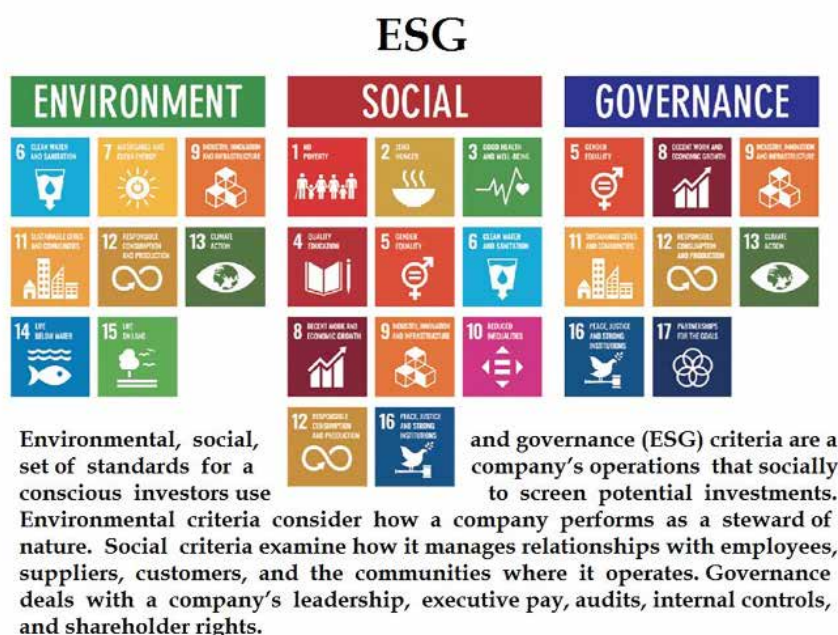 ESG
ENVIRONMENT
6 CLEAN WATER
AND SANITATION
7 AFFORDABLE AND
CLEAN ENERGY
9 INDUSTRY, INNOVATION
AND INFRASTRUCTURE
11 SUSTAINABLE CITIES
AND COMMUNITIES
12 RESPONSIBLE
CONSUMPTION
AND PRODUCTION
13 CLIMATE
ACTION
14 LIFE
BELOW WATER
15 LIFE
ON LAND
SOCIAL
1 NO
POVERTY
2 ZERO
HUNGER
3 GOOD HEALTH
AND WELL-BEING
4 QUALITY
EDUCATION
5 GENDER
EQUALITY
6 CLEAN WATER
AND SANITATION
8 DECENT WORK AND
ECONOMIC GROWTH
9 INDUSTRY, INNOVATION
AND INFRASTRUCTURE
10 REDUCED
INEQUALITIES
12 RESPONSIBLE
CONSUMPTION
AND PRODUCTION
16 PEACE, JUSTICE
AND STRONG
INSTITUTIONS
GOVERNANCE
5 GENDER
EQUALITY
8 DECENT WORK AND
ECONOMIC GROWTH
9 INDUSTRY, INNOVATION
AND INFRASTRUCTURE
11 SUSTAINABLE CITIES
AND COMMUNITIES
12 RESPONSIBLE
CONSUMPTION
AND PRODUCTION
13 CLIMATE
ACTION
16 PEACE, JUSTICE
AND STRONG
INSTITUTIONS
17 PARTNERSHIPS
FOR THE GOALS
Environmental, social, and governance (ESG) criteria are a
set of standards for a company's operations that socially
conscious investors use to screen potential investments.
Environmental criteria consider how a company performs as a steward of
nature. Social criteria examine how it manages relationships with employees,
suppliers, customers, and the communities where it operates. Governance
deals with a company's leadership, executive pay, audits, internal controls,
and shareholder rights.